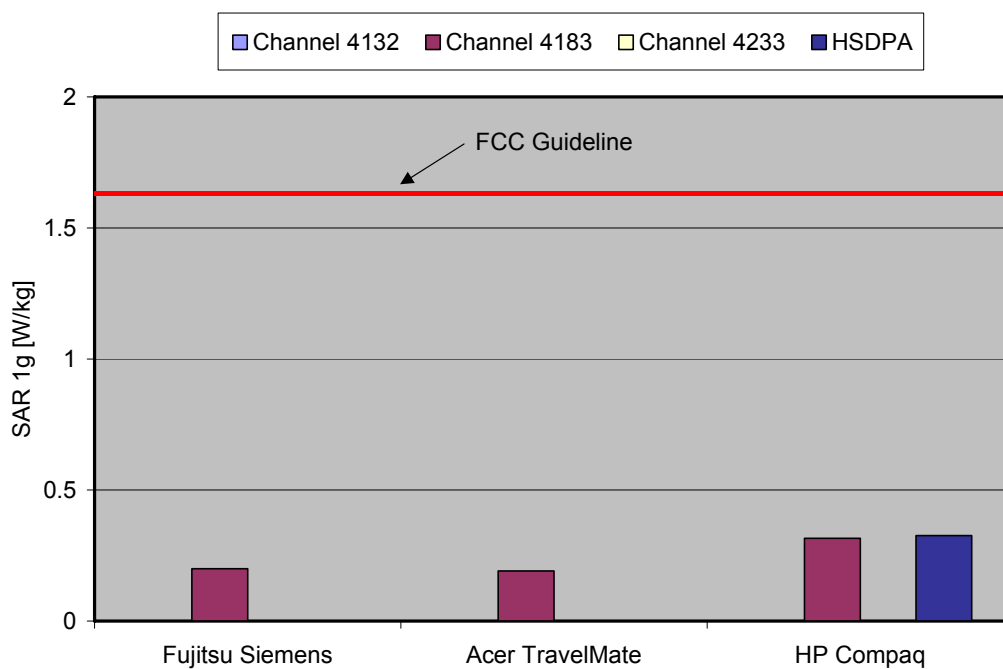 Channel 4132 Channel 4183 Channel 4233 HSDPA
2
FCC Guideline
1.5
SAR 1g [W/kg]
1
0.5
0
Fujitsu Siemens Acer TravelMate HP Compaq